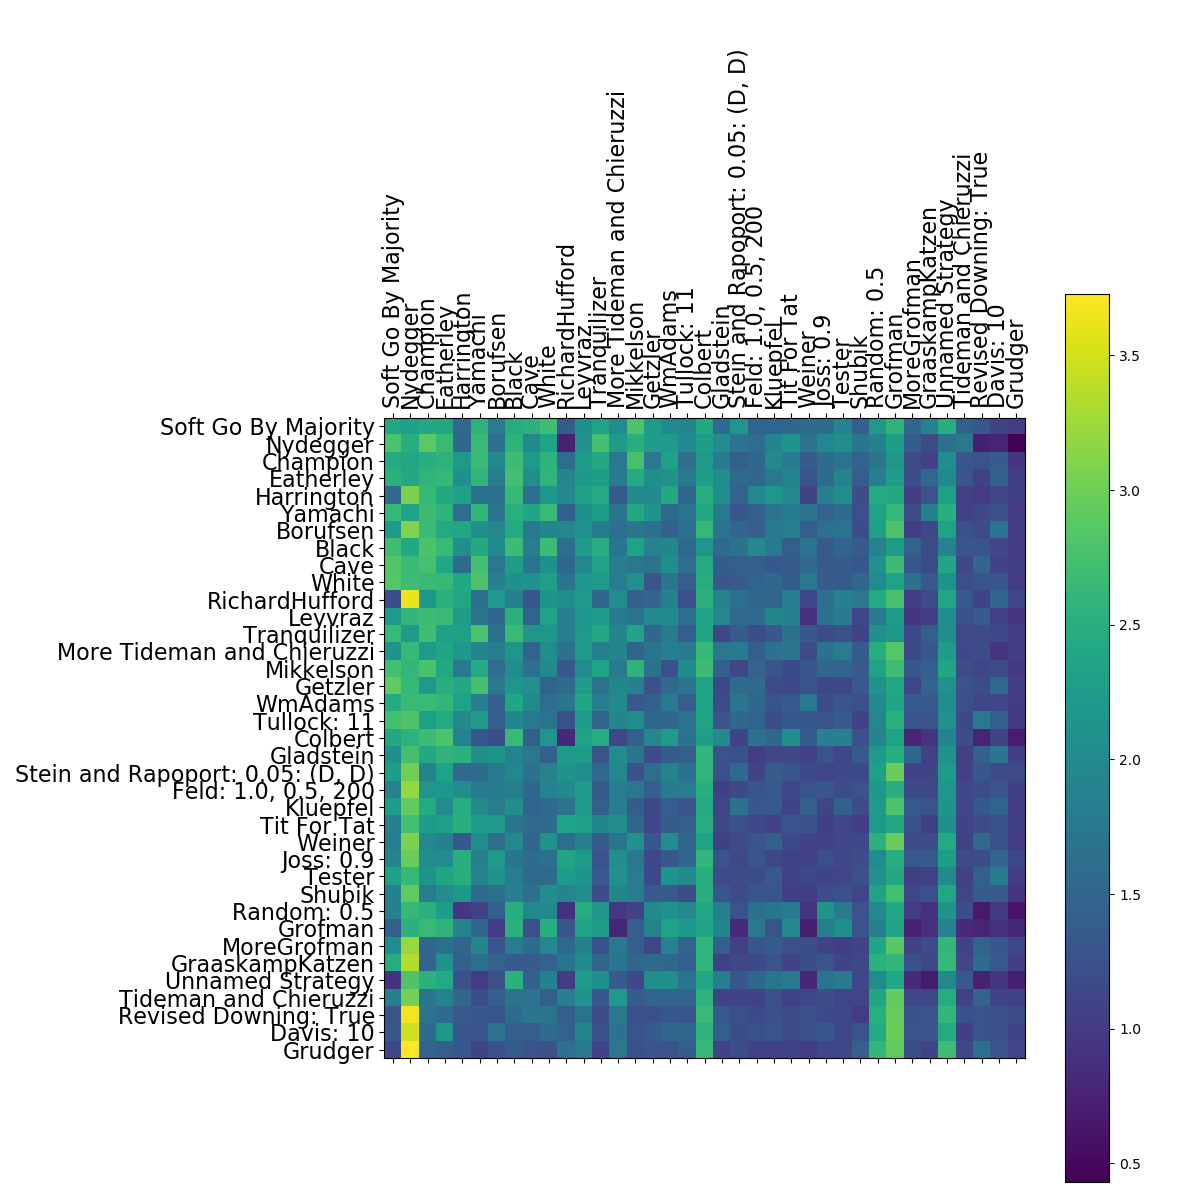 Soft Go By Majority
Nydegger
Champion
Eatherley
Harrington
Yamachi
Borufsen
Black
Cave
White
RichardHufford
Leyvraz
Tranquilizer
More Tideman and Chieruzzi
Mikkelson
Getzler
WmAdams
Tullock: 11
Colbert
Gladstein
Stein and Rapoport: 0.05: (D, D)
Feld: 1.0, 0.5, 200
Kluepfel
Tit For Tat
Weiner
Joss: 0.9
Tester
Shubik
Random: 0.5
Grofman
MoreGrofman
GraaskampKatzen
Unnamed Strategy
Tideman and Chieruzzi
Revised Downing: True
Davis: 10
Grudger
Soft Go By Majority
Nydegger
Champion
Eatherley
Harrington
Yamachi
Borufsen
Black
Cave
White
RichardHufford
Leyvraz
Tranquilizer
More Tideman and Chieruzzi
Mikkelson
Getzler
WmAdams
Tullock: 11
Colbert
Gladstein
Stein and Rapoport: 0.05: (D, D)
Feld: 1.0, 0.5, 200
Kluepfel
Tit For Tat
Weiner
Joss: 0.9
Tester
Shubik
Random: 0.5
Grofman
MoreGrofman
GraaskampKatzen
Unnamed Strategy
Tideman and Chieruzzi
Revised Downing: True
Davis: 10
Grudger
3.5
3.0
2.5
2.0
1.5
1.0
0.5